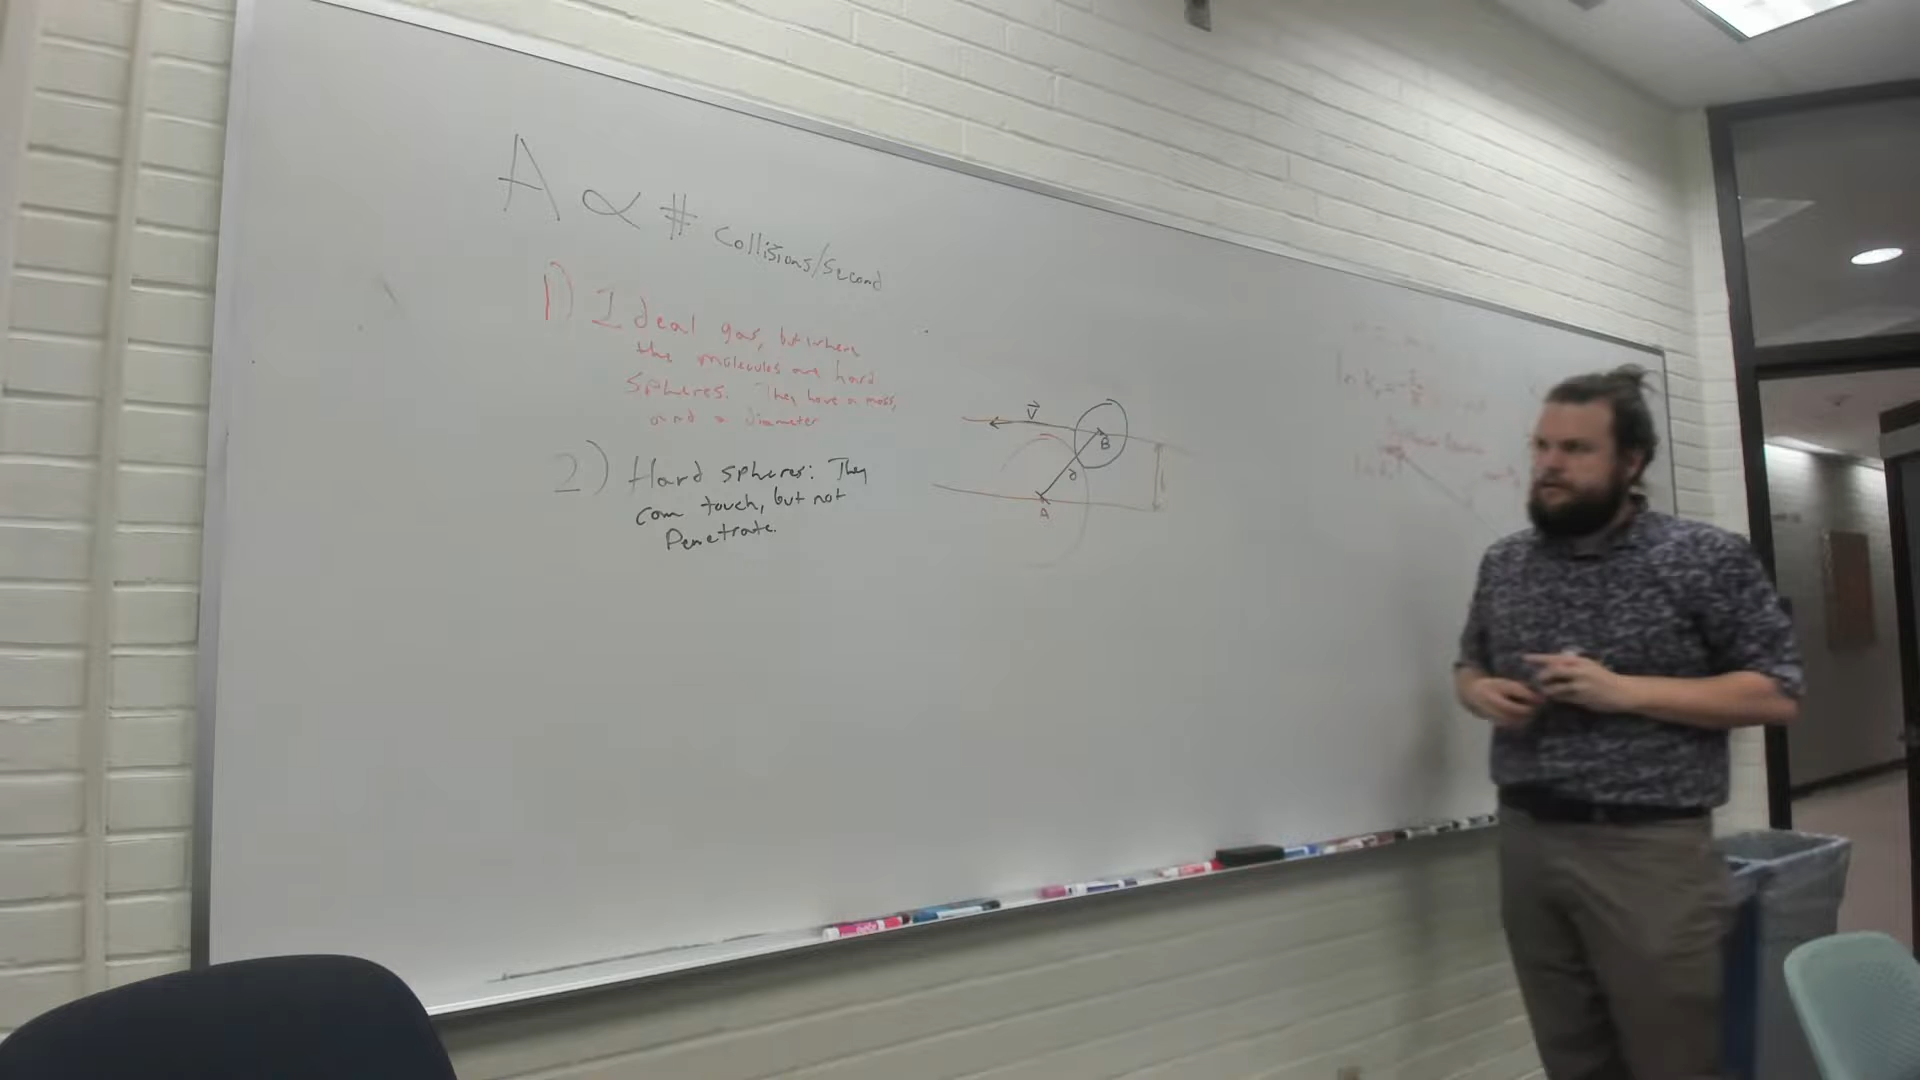 A ∝ # Collisions/Second
1) Ideal gas, but where
the molecules are hard
spheres. They have a mass,
and a diameter
2) Hard spheres: They
can touch, but not
Penetrate.
v⃗
B
d
A
ln k